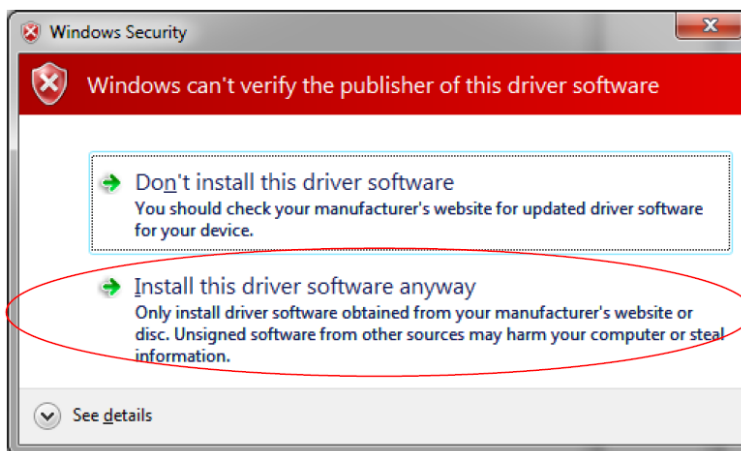 Windows Security
Windows can't verify the publisher of this driver software
Don't install this driver software
You should check your manufacturer's website for updated driver software
for your device.
Install this driver software anyway
Only install driver software obtained from your manufacturer's website or
disc. Unsigned software from other sources may harm your computer or steal
information.
See details